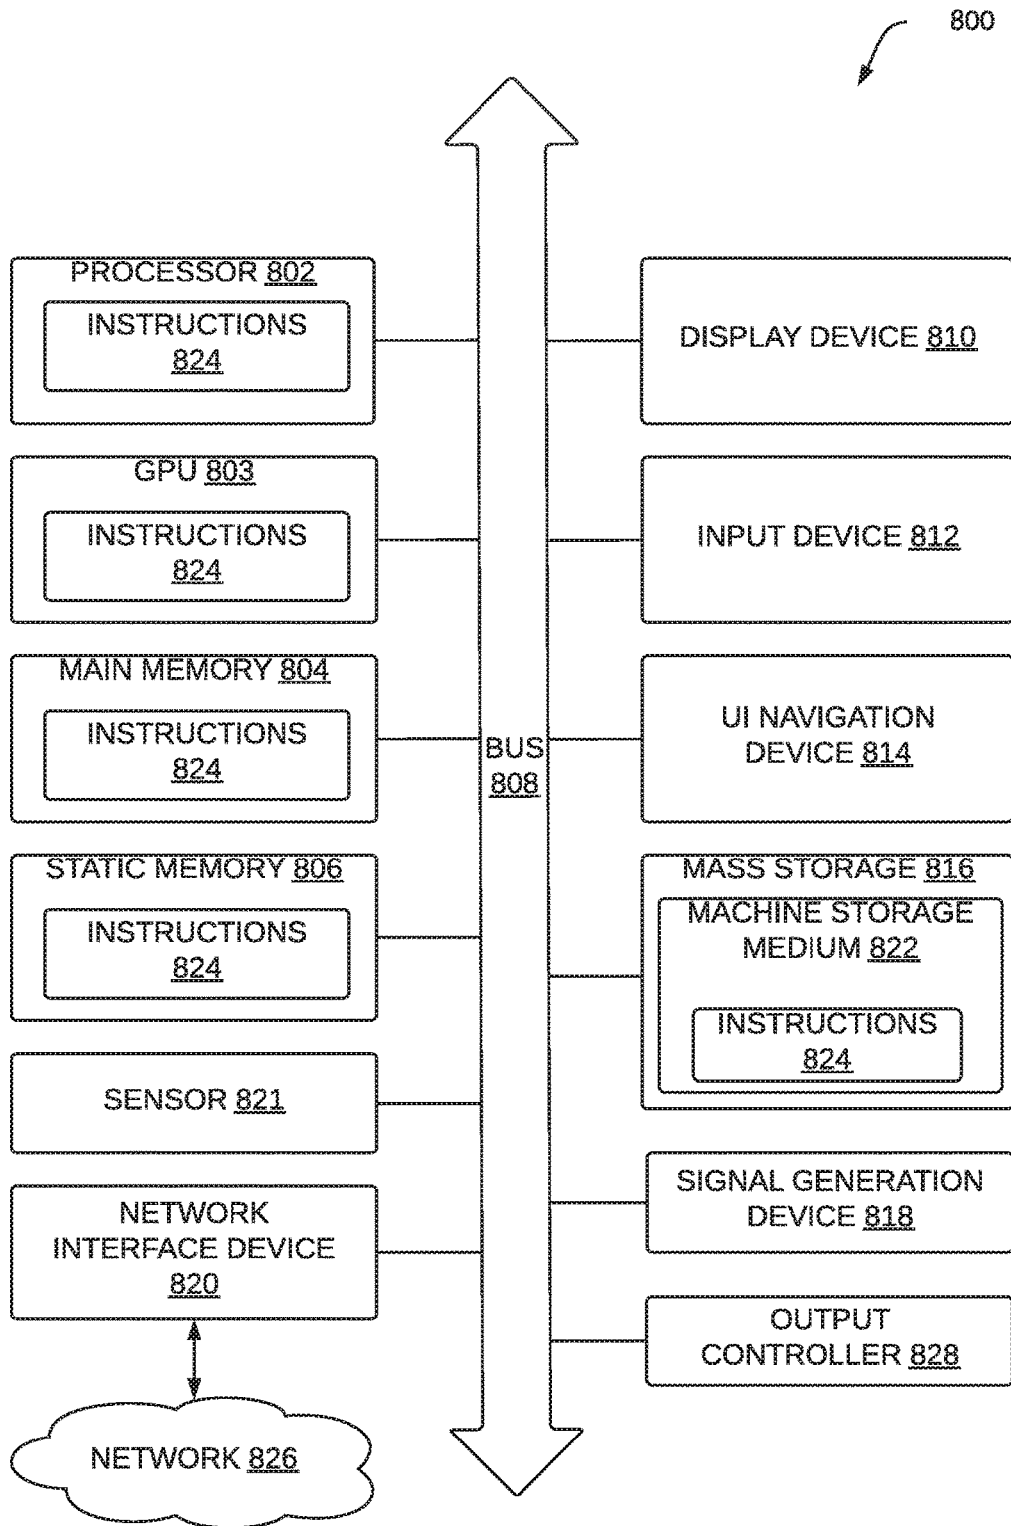 800
PROCESSOR 802
INSTRUCTIONS
824
GPU 803
INSTRUCTIONS
824
MAIN MEMORY 804
INSTRUCTIONS
824
STATIC MEMORY 806
INSTRUCTIONS
824
SENSOR 821
NETWORK
INTERFACE DEVICE
820
NETWORK 826
BUS
808
DISPLAY DEVICE 810
INPUT DEVICE 812
UI NAVIGATION
DEVICE 814
MASS STORAGE 816
MACHINE STORAGE
MEDIUM 822
INSTRUCTIONS
824
SIGNAL GENERATION
DEVICE 818
OUTPUT
CONTROLLER 828